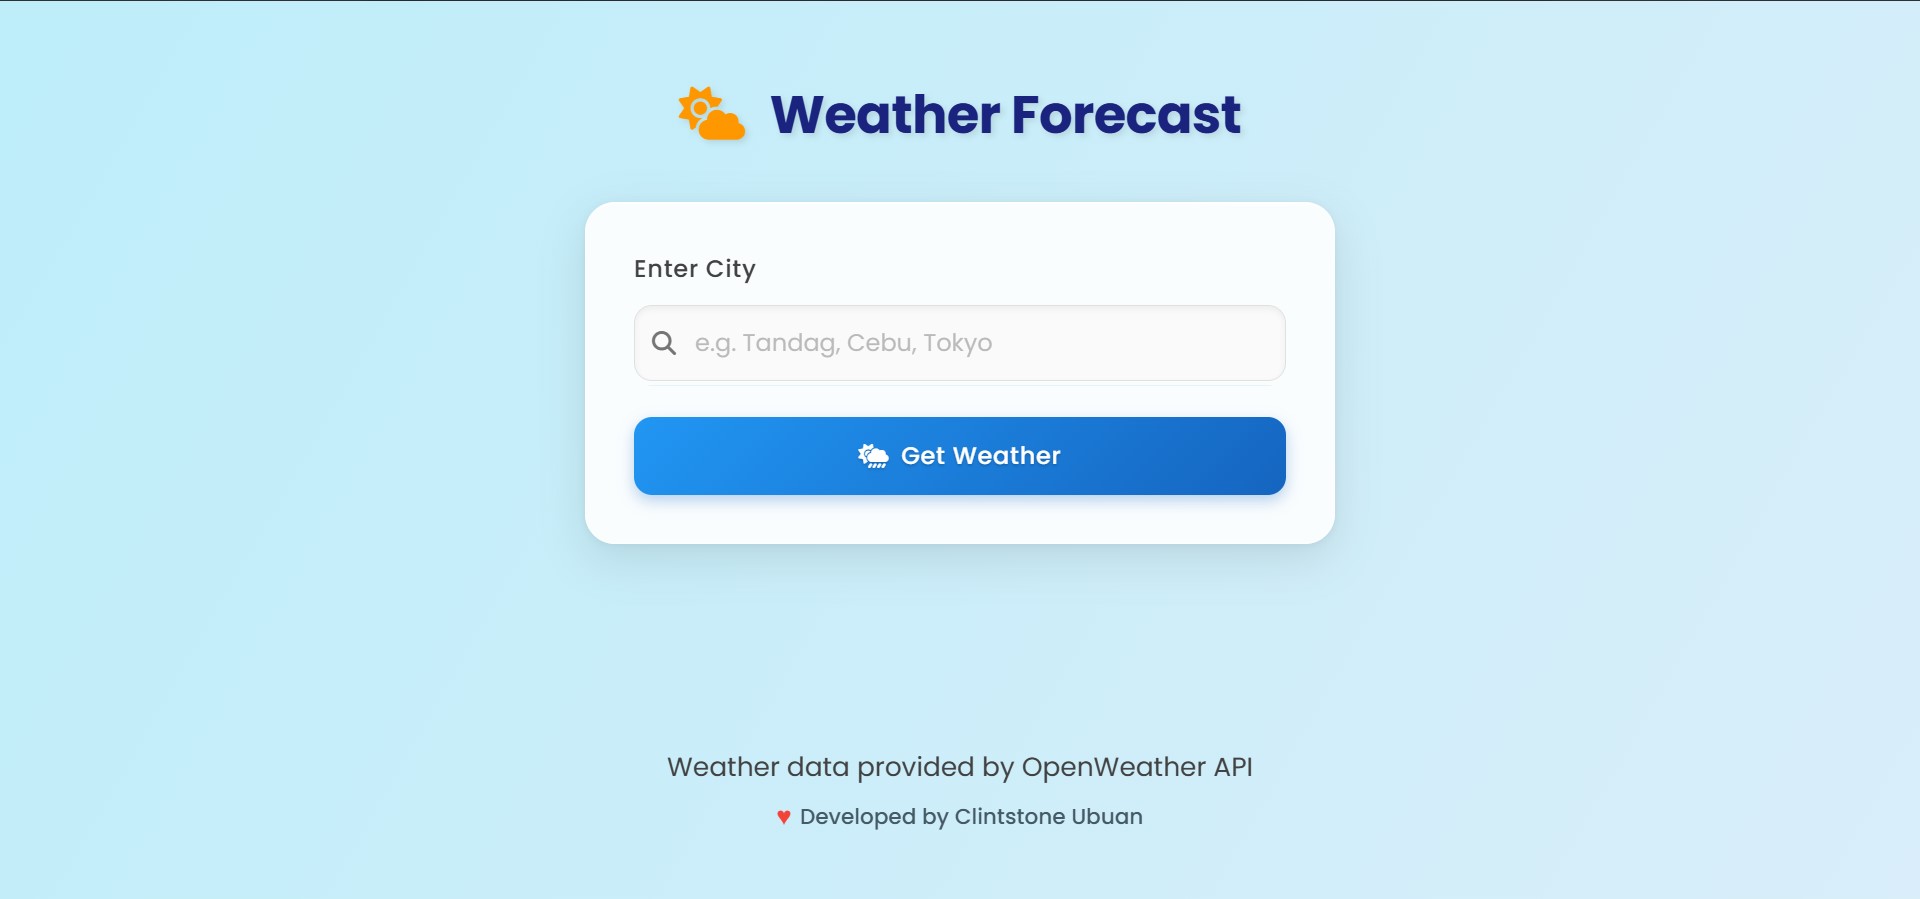 Weather Forecast
Enter City
e.g. Tandag, Cebu, Tokyo
Get Weather
Weather data provided by OpenWeather API
♥ Developed by Clintstone Ubuan